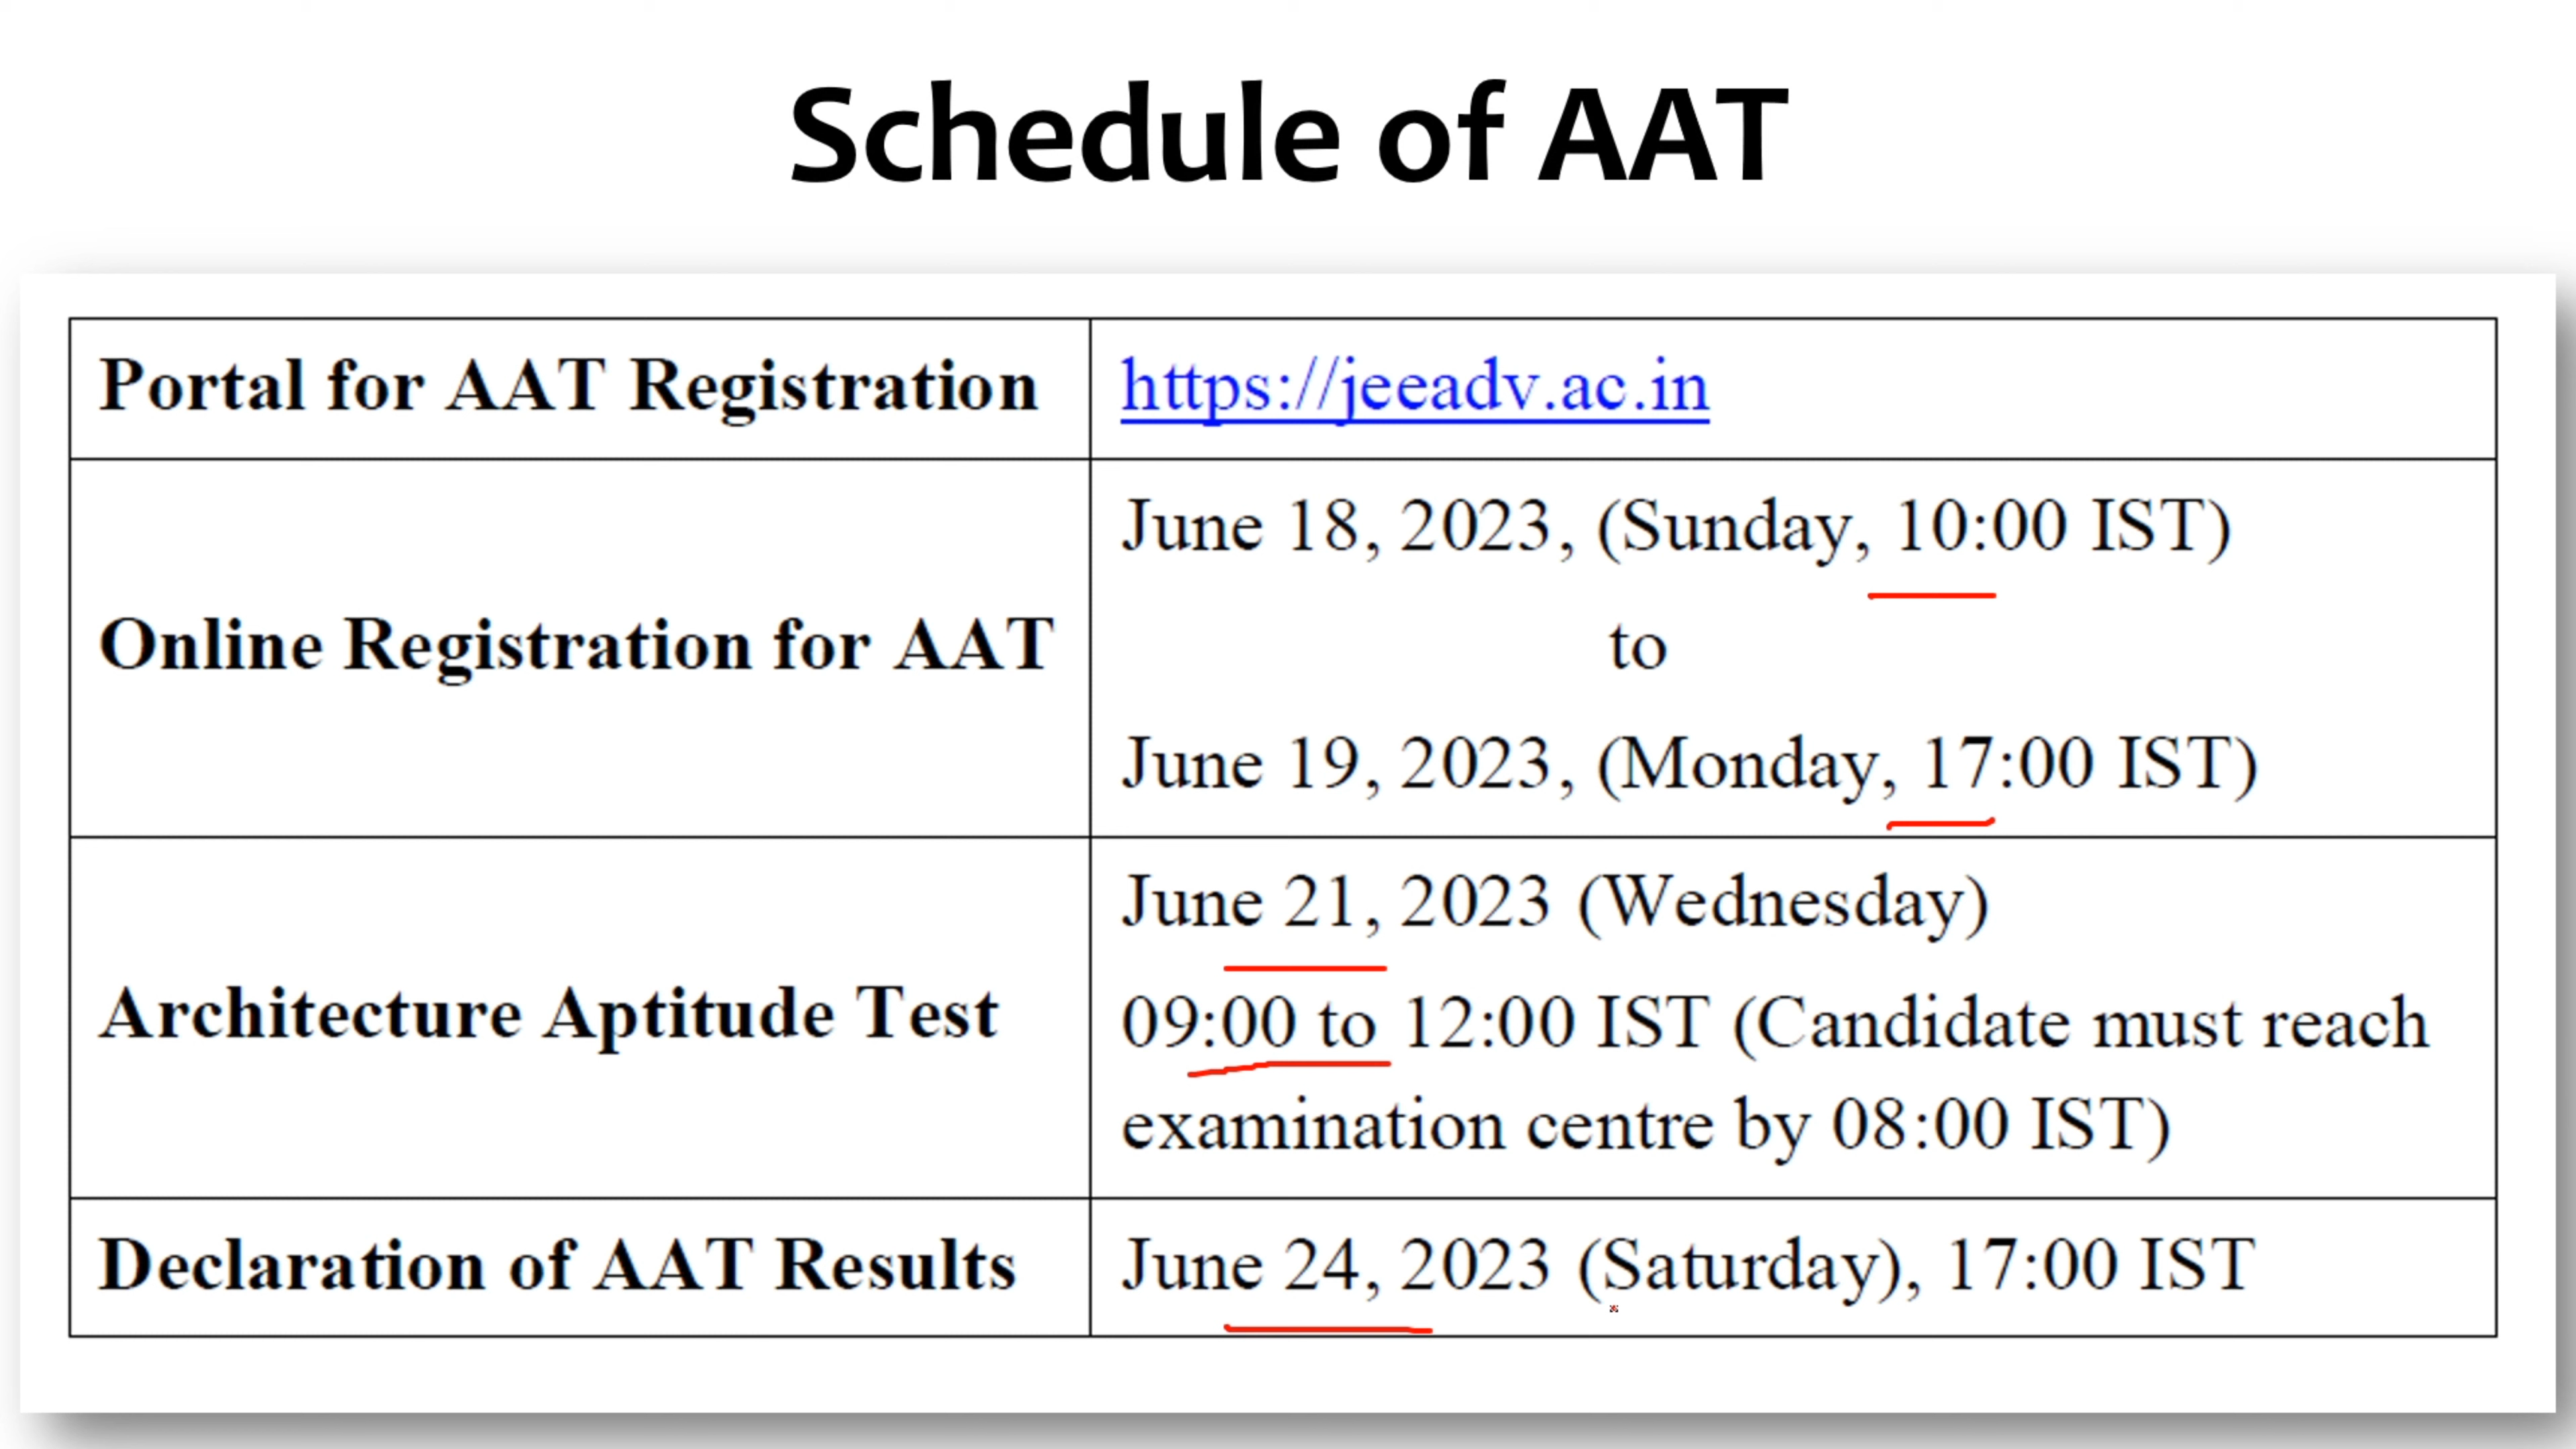 Schedule of AAT
Portal for AAT Registration
https://jeeadv.ac.in
Online Registration for AAT
June 18, 2023, (Sunday, 10:00 IST)
to
June 19, 2023, (Monday, 17:00 IST)
Architecture Aptitude Test
June 21, 2023 (Wednesday)
09:00 to 12:00 IST (Candidate must reach
examination centre by 08:00 IST)
Declaration of AAT Results
June 24, 2023 (Saturday), 17:00 IST